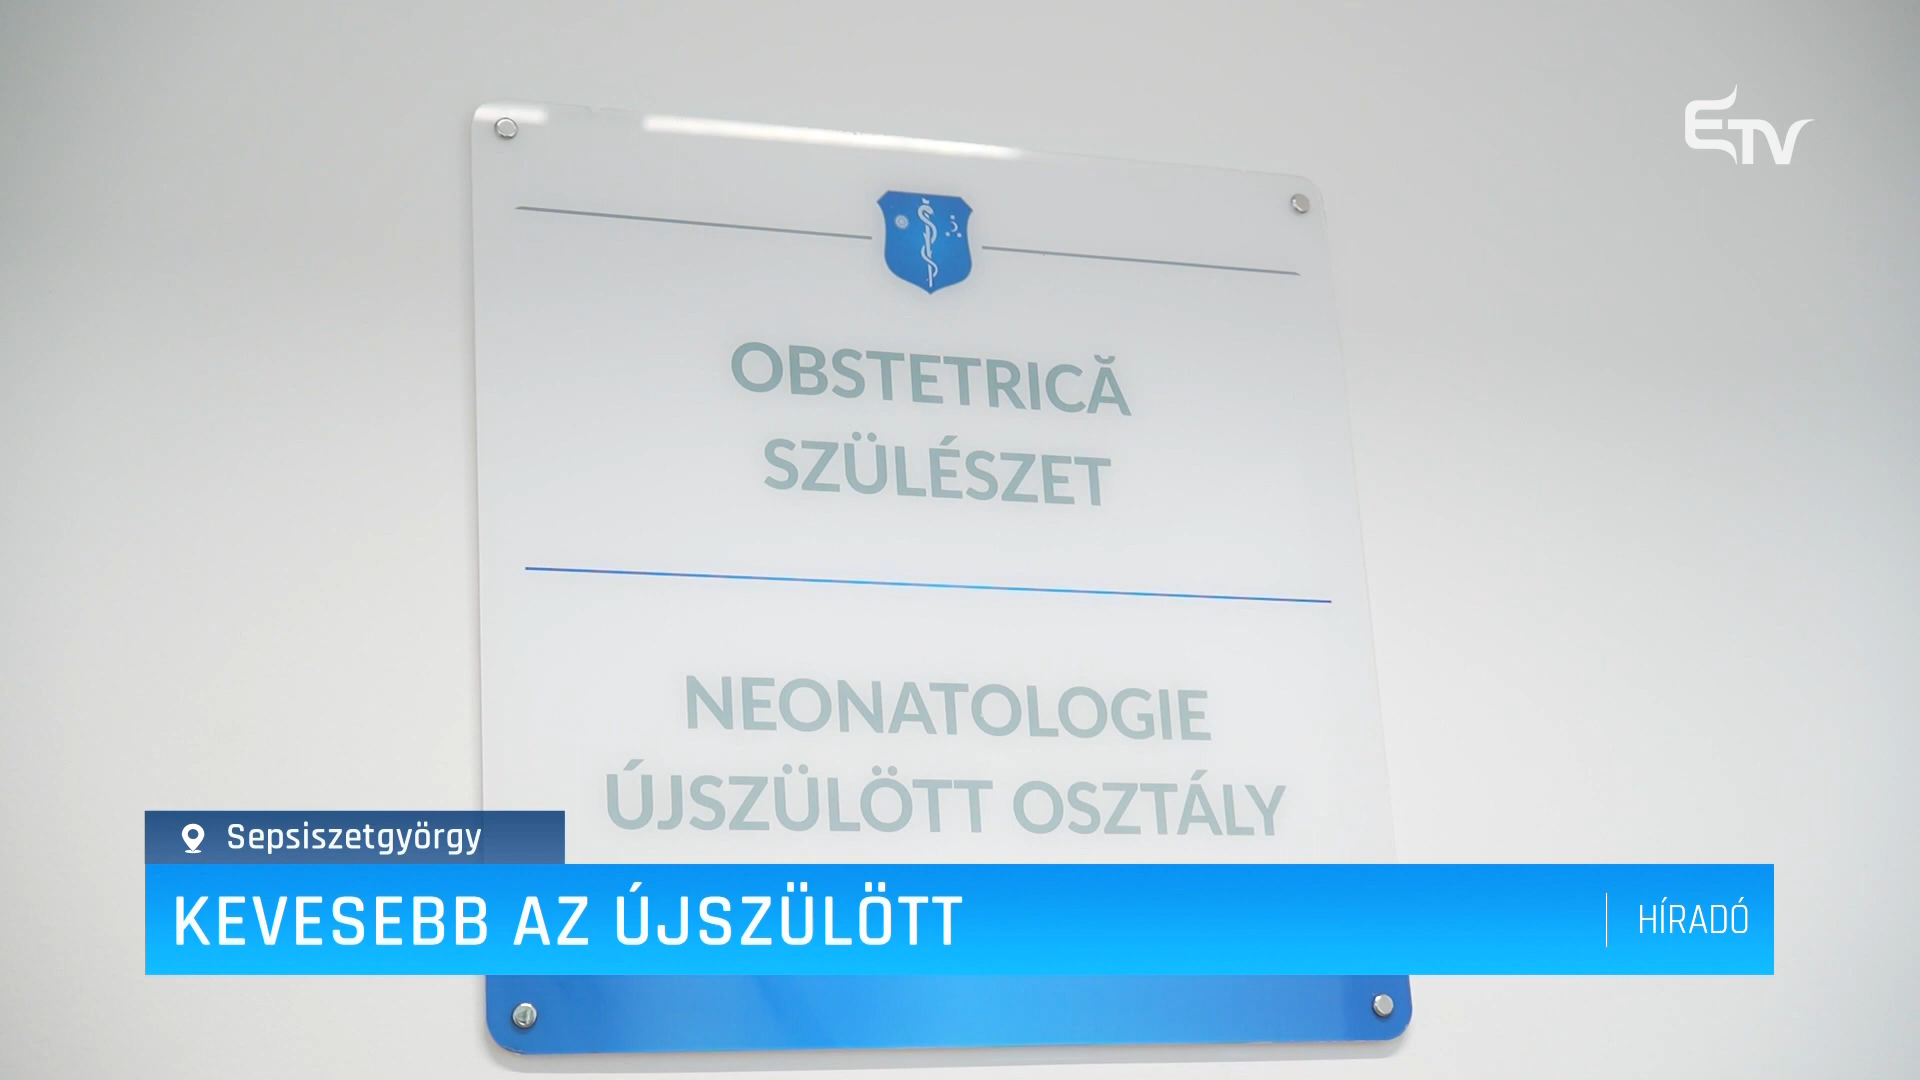 ETV
OBSTETRICĂ
SZÜLÉSZET
NEONATOLOGIE
ÚJSZÜLÖTT OSZTÁLY
Sepsiszetgyörgy
KEVESEBB AZ ÚJSZÜLÖTT
HÍRADÓ